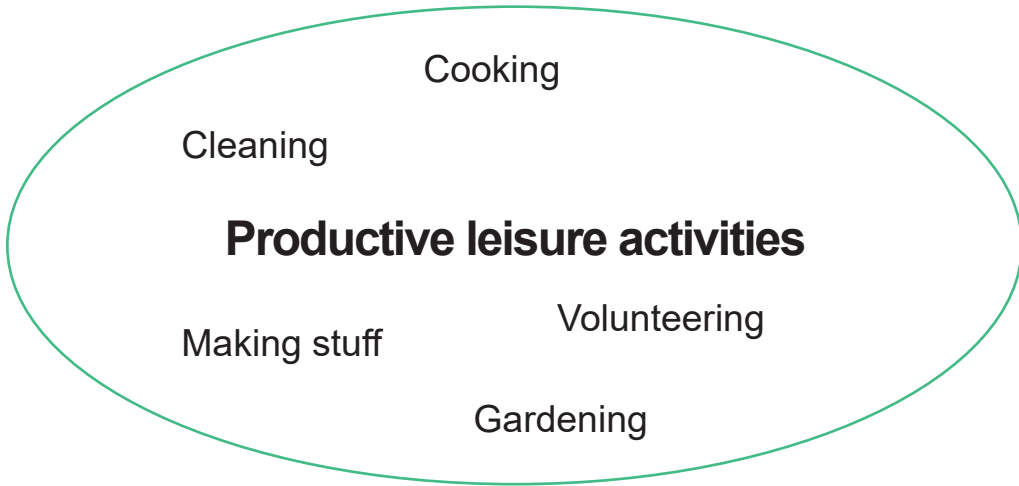 Cooking
Cleaning
Productive leisure activities
Volunteering
Making stuff
Gardening